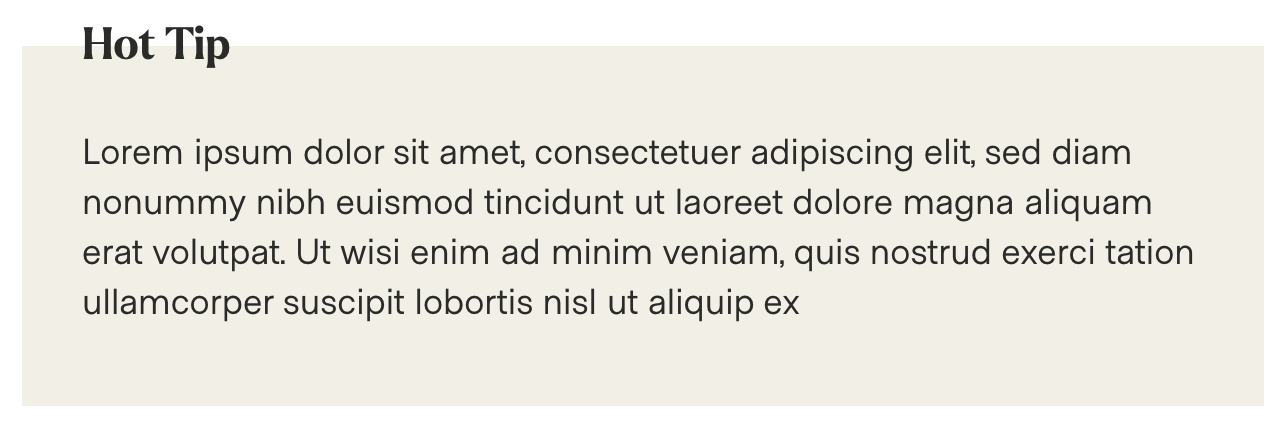 Hot Tip
Lorem ipsum dolor sit amet, consectetuer adipiscing elit, sed diam
nonummy nibh euismod tincidunt ut laoreet dolore magna aliquam
erat volutpat. Ut wisi enim ad minim veniam, quis nostrud exerci tation
ullamcorper suscipit lobortis nisl ut aliquip ex